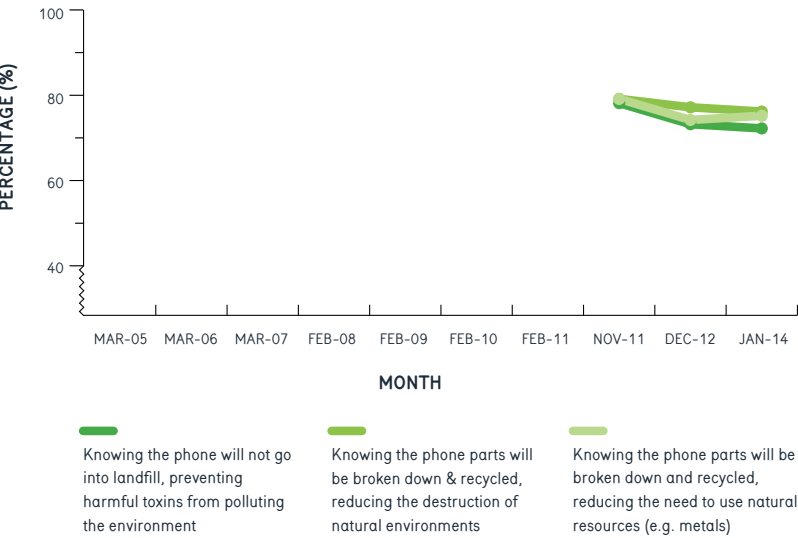 PERCENTAGE (%)
100
80
60
40
MAR-05 MAR-06 MAR-07 FEB-08 FEB-09 FEB-10 FEB-11 NOV-11 DEC-12 JAN-14
MONTH
Knowing the phone will not go
into landfill, preventing
harmful toxins from polluting
the environment
Knowing the phone parts will
be broken down & recycled,
reducing the destruction of
natural environments
Knowing the phone parts will be
broken down and recycled,
reducing the need to use natural
resources (e.g. metals)